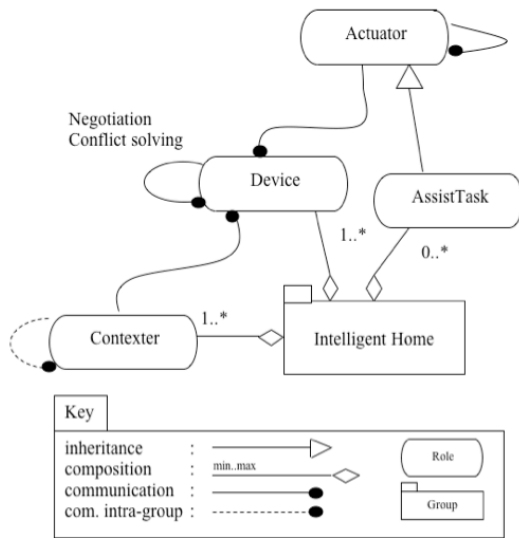 Actuator
Negotiation
Conflict solving
Device
AssistTask
1..*
0..*
1..*
Contexter
Intelligent Home
Key
inheritance :
composition : min..max
communication :
com. intra-group :
Role
Group